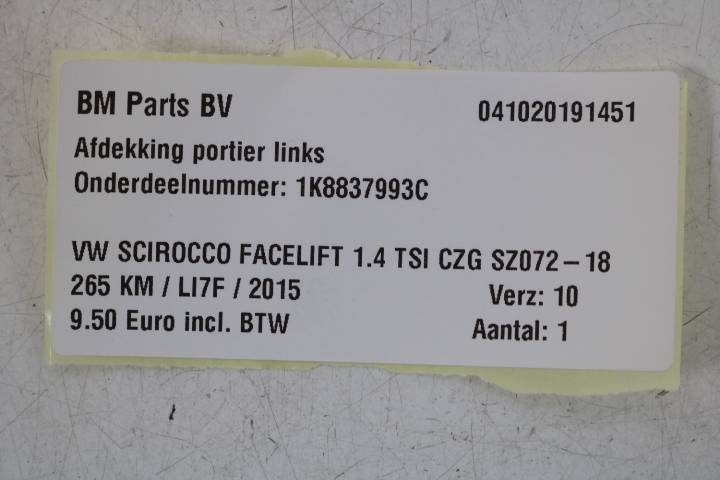 BM Parts BV 041020191451
Afdekking portier links
Onderdeelnummer: 1K8837993C
VW SCIROCCO FACELIFT 1.4 TSI CZG SZ072-18
265 KM / LI7F / 2015 Verz: 10
9.50 Euro incl. BTW Aantal: 1